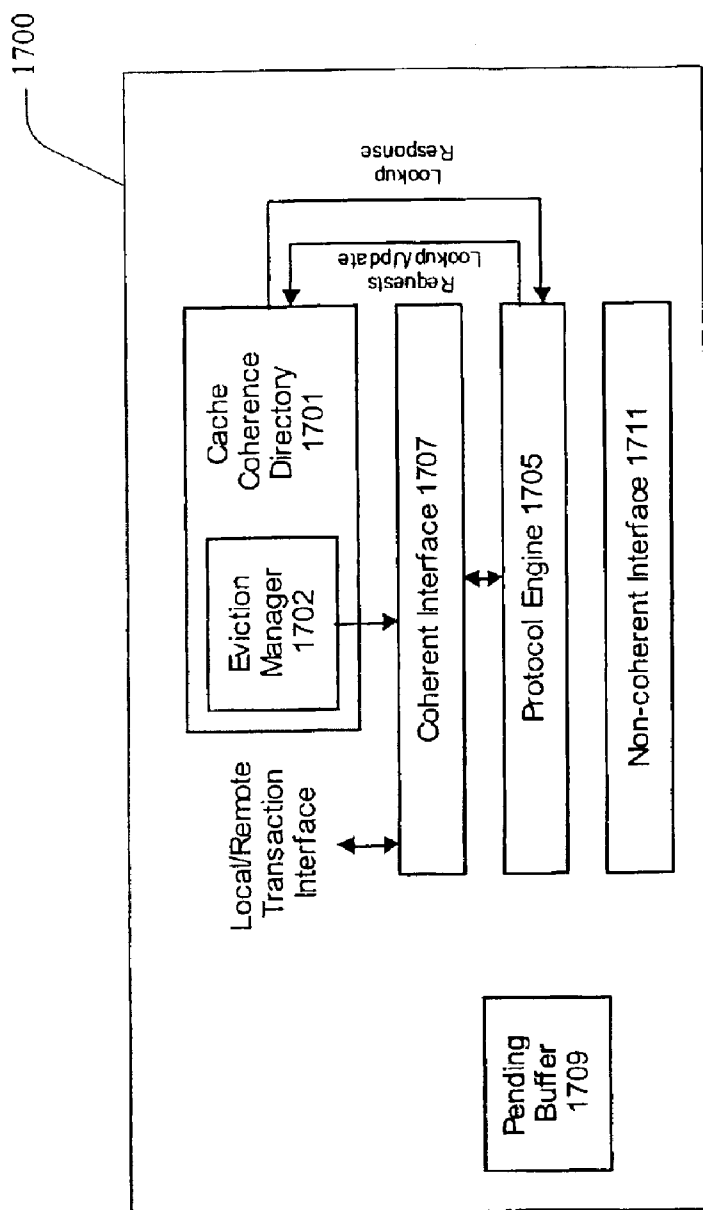 1700
Lookup
Response
Requests
Lookup/Update
Cache
Coherence
Directory
1701
Eviction
Manager
1702
Local/Remote
Transaction
Interface
Coherent Interface 1707
Protocol Engine 1705
Non-coherent Interface 1711
Pending
Buffer
1709